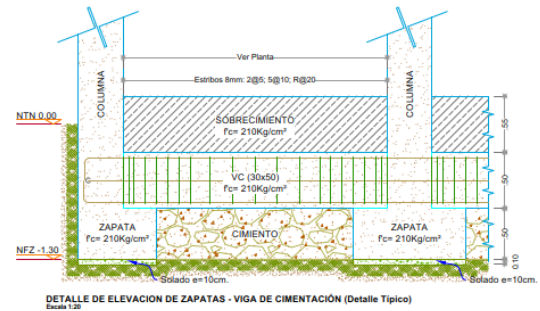 Ver Planta
Estribos 8mm: 2@5; 5@10; R@20
COLUMNA
COLUMNA
NTN 0.00
SOBRECIMIENTO
f'c= 210Kg/cm²
.55
VC (30x50)
f'c= 210Kg/cm²
.50
ZAPATA
f'c= 210Kg/cm²
CIMIENTO
ZAPATA
f'c= 210Kg/cm²
.50
NFZ -1.30
0.10
Solado e=10cm.
Solado e=10cm.
DETALLE DE ELEVACION DE ZAPATAS - VIGA DE CIMENTACIÓN (Detalle Típico)
Escala 1:20